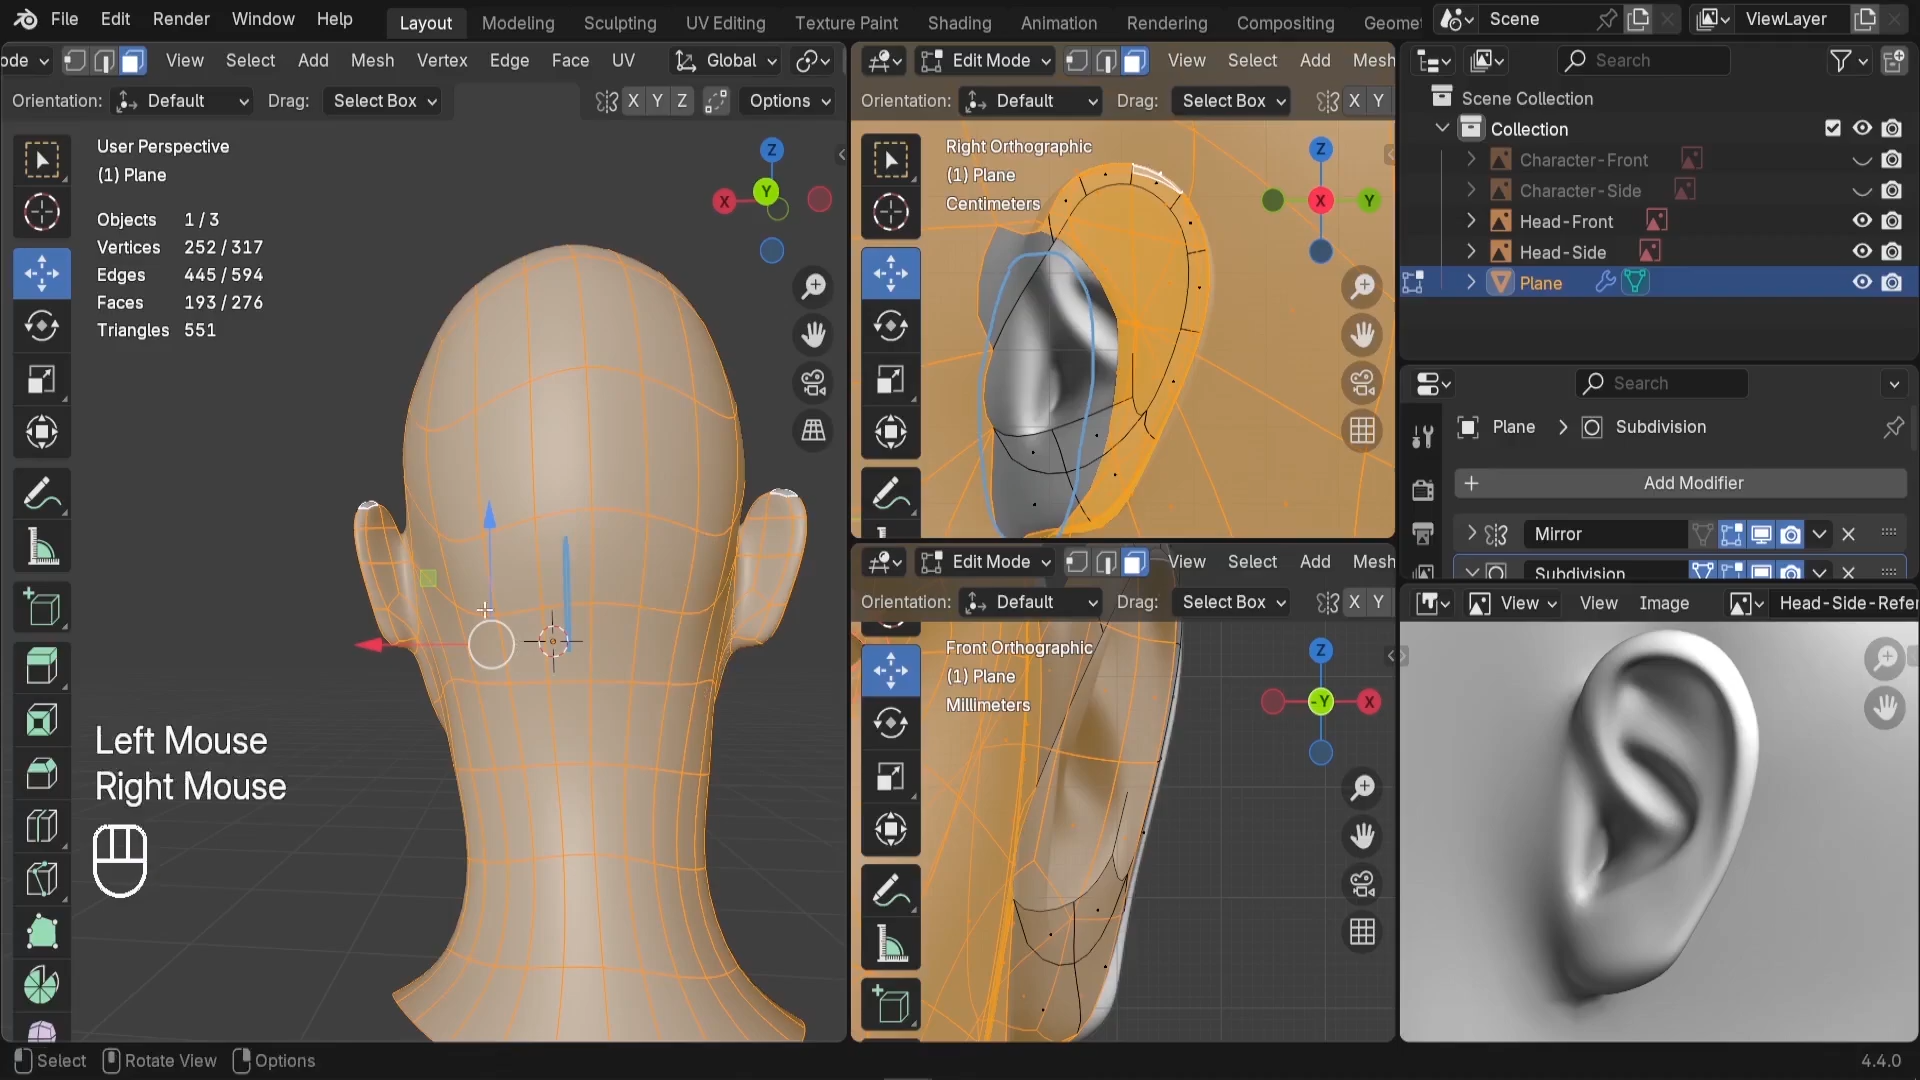 File Edit Render Window Help Layout Modeling Sculpting UV Editing Texture Paint Shading Animation Rendering Compositing Geome Scene ViewLayer
ode View Select Add Mesh Vertex Edge Face UV Global
Orientation: Default Drag: Select Box X Y Z Options
User Perspective
(1) Plane
Objects 1 / 3
Vertices 252 / 317
Edges 445 / 594
Faces 193 / 276
Triangles 551
Z
Y
X
Left Mouse
Right Mouse
Edit Mode View Select Add Mesh
Orientation: Default Drag: Select Box X Y
Right Orthographic
(1) Plane
Centimeters
Z
X
Y
Edit Mode View Select Add Mesh
Orientation: Default Drag: Select Box X Y
Front Orthographic
(1) Plane
Millimeters
Z
-Y
X
Search
Scene Collection
Collection
Character-Front
Character-Side
Head-Front
Head-Side
Plane
Search
Plane Subdivision
Add Modifier
Mirror
Subdivision
View View Image Head-Side-Refer
Select Rotate View Options 4.4.0